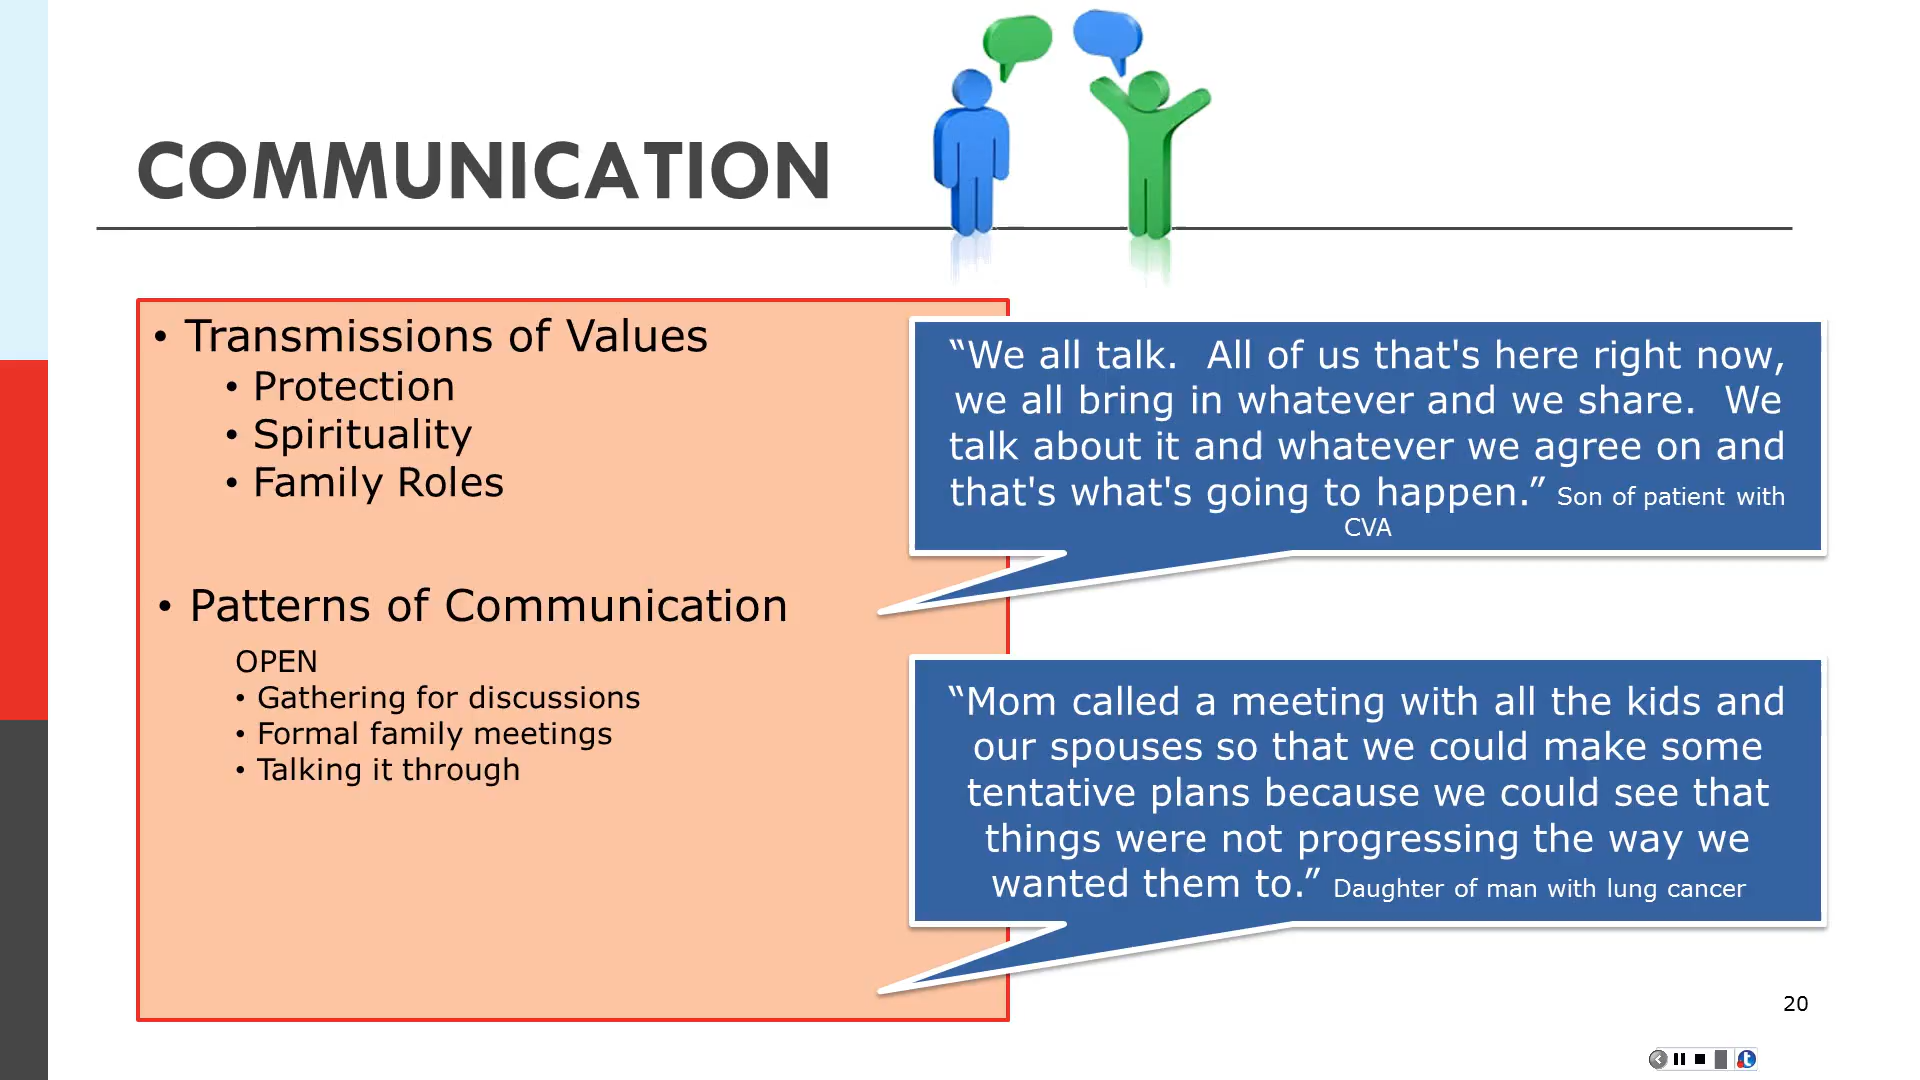 COMMUNICATION
• Transmissions of Values
• Protection
• Spirituality
• Family Roles
• Patterns of Communication
OPEN
• Gathering for discussions
• Formal family meetings
• Talking it through
“We all talk.  All of us that's here right now,
we all bring in whatever and we share.  We
talk about it and whatever we agree on and
that's what's going to happen.” Son of patient with
CVA
“Mom called a meeting with all the kids and
our spouses so that we could make some
tentative plans because we could see that
things were not progressing the way we
wanted them to.” Daughter of man with lung cancer
20
t